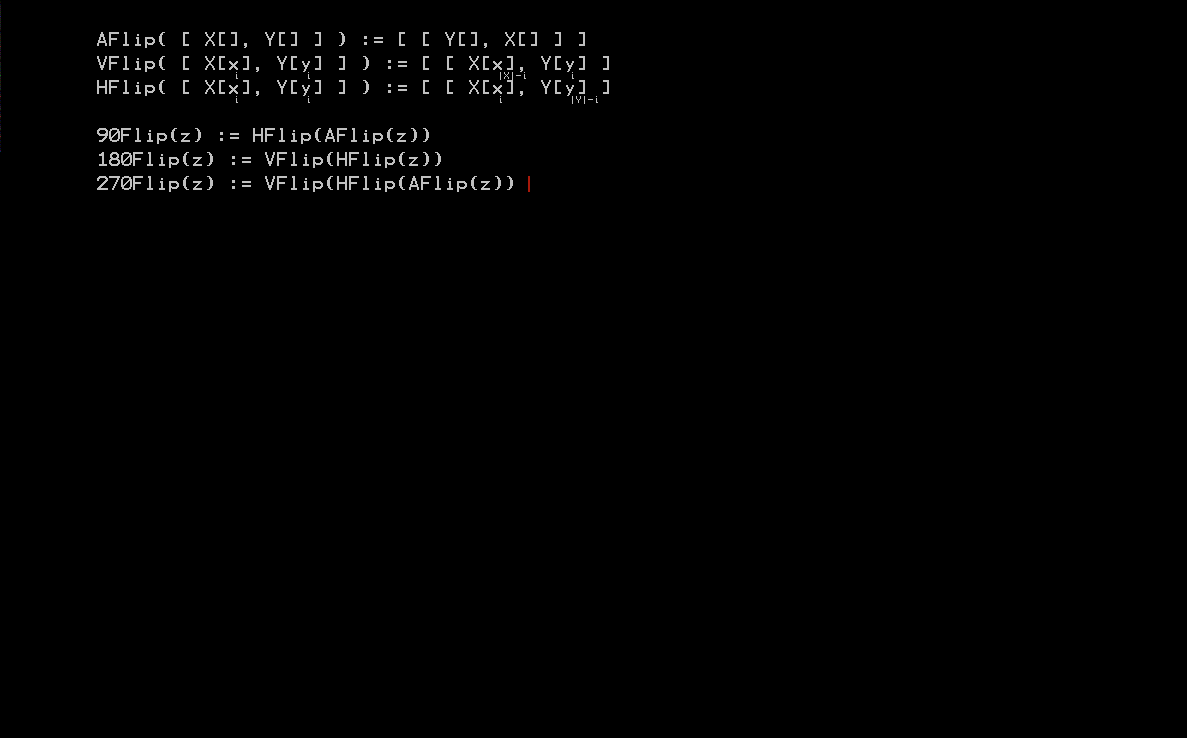 AFlip( [ X[], Y[] ] ) := [ [ Y[], X[] ] ]
VFlip( [ X[x_i], Y[y_i] ] ) := [ [ X[x_|X|-i], Y[y_i] ]
HFlip( [ X[x_i], Y[y_i] ] ) := [ [ X[x_i], Y[y_|Y|-i] ]
90Flip(z) := HFlip(AFlip(z))
180Flip(z) := VFlip(HFlip(z))
270Flip(z) := VFlip(HFlip(AFlip(z))